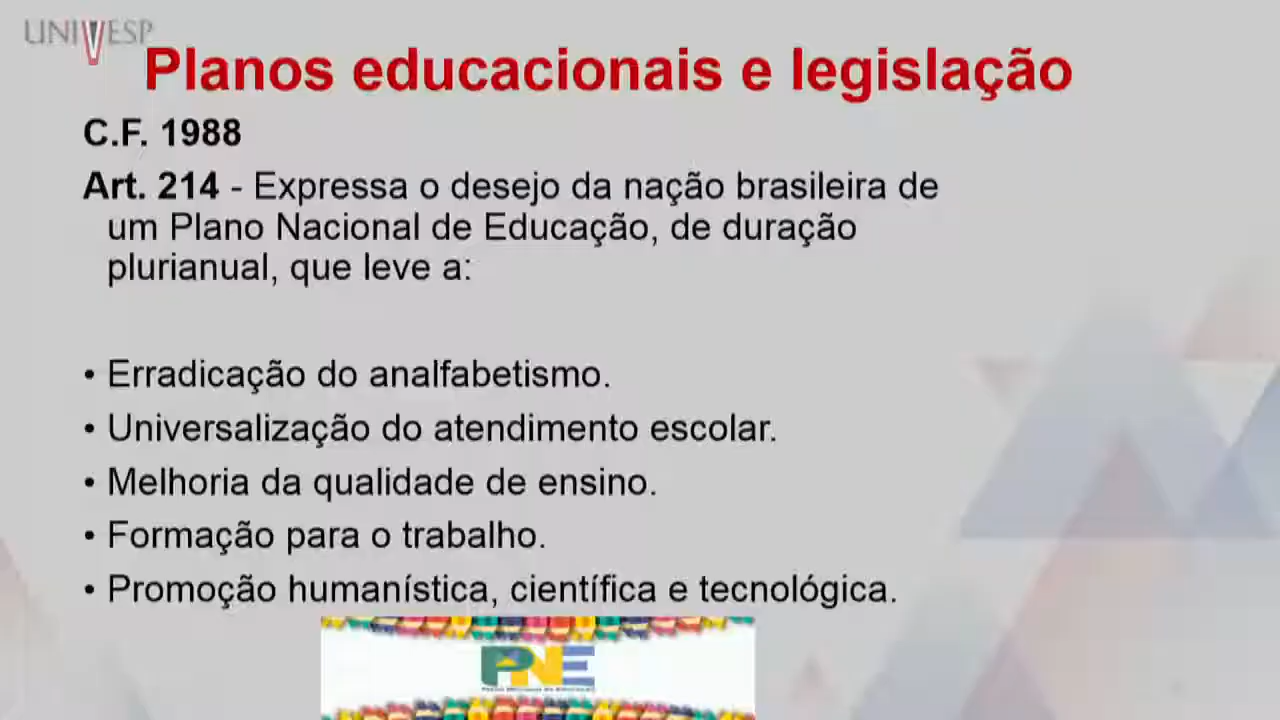 UNIVESP
Planos educacionais e legislação
C.F. 1988
Art. 214 - Expressa o desejo da nação brasileira de
um Plano Nacional de Educação, de duração
plurianual, que leve a:
• Erradicação do analfabetismo.
• Universalização do atendimento escolar.
• Melhoria da qualidade de ensino.
• Formação para o trabalho.
• Promoção humanística, científica e tecnológica.
PNE